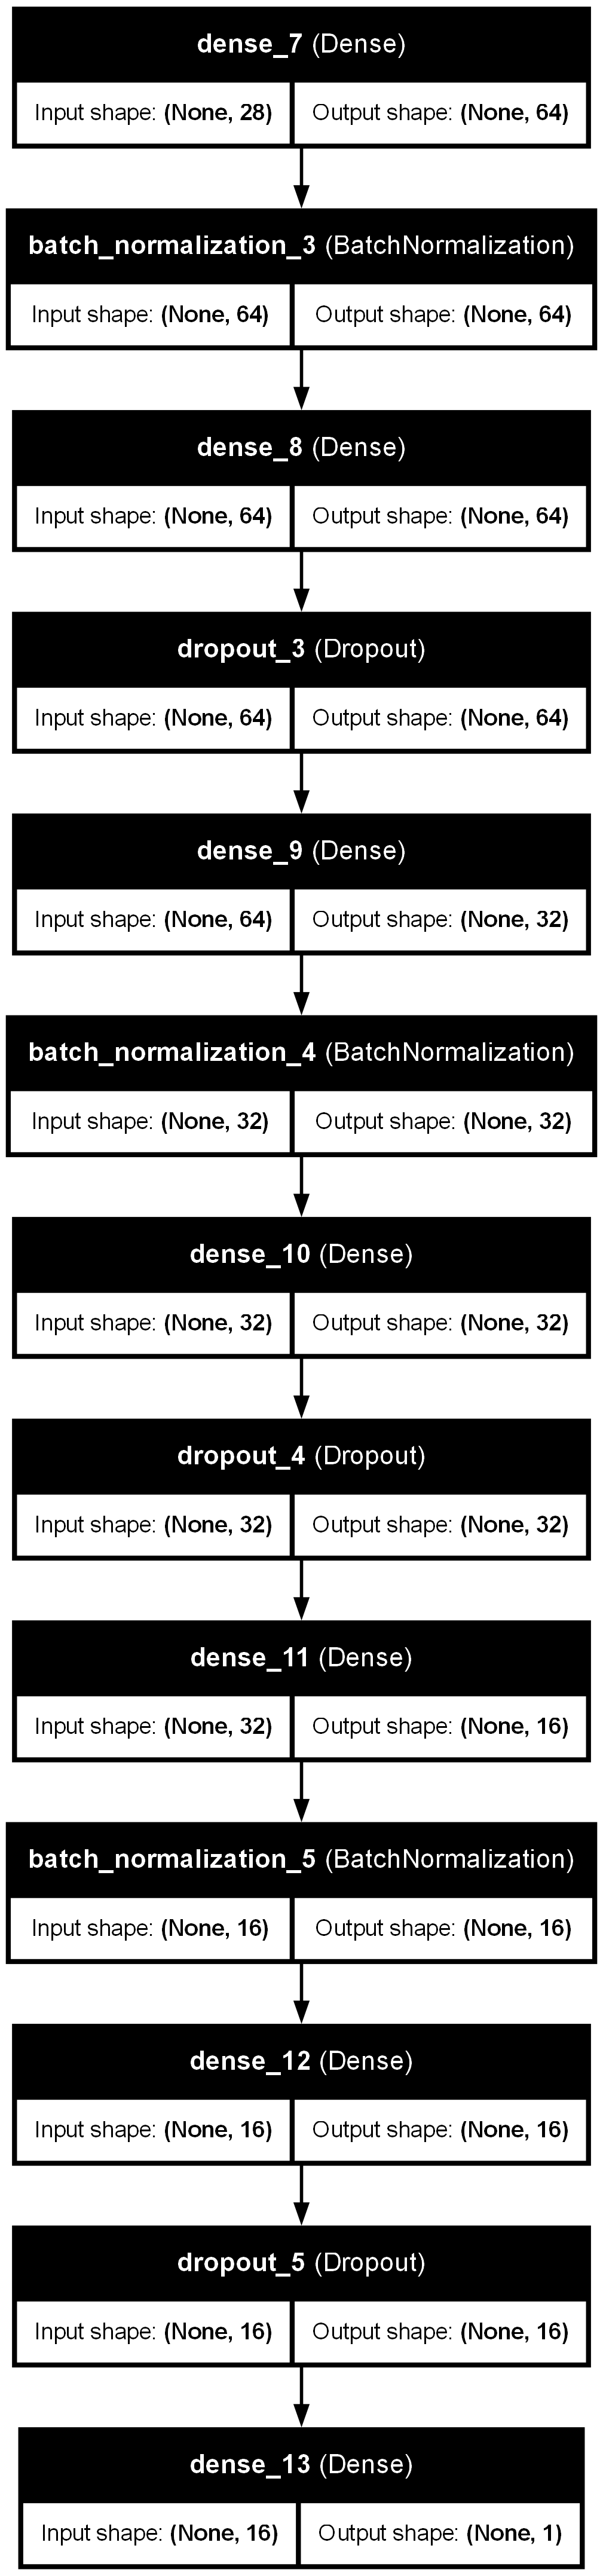 dense_7 (Dense)
Input shape: (None, 28) Output shape: (None, 64)
batch_normalization_3 (BatchNormalization)
Input shape: (None, 64) Output shape: (None, 64)
dense_8 (Dense)
Input shape: (None, 64) Output shape: (None, 64)
dropout_3 (Dropout)
Input shape: (None, 64) Output shape: (None, 64)
dense_9 (Dense)
Input shape: (None, 64) Output shape: (None, 32)
batch_normalization_4 (BatchNormalization)
Input shape: (None, 32) Output shape: (None, 32)
dense_10 (Dense)
Input shape: (None, 32) Output shape: (None, 32)
dropout_4 (Dropout)
Input shape: (None, 32) Output shape: (None, 32)
dense_11 (Dense)
Input shape: (None, 32) Output shape: (None, 16)
batch_normalization_5 (BatchNormalization)
Input shape: (None, 16) Output shape: (None, 16)
dense_12 (Dense)
Input shape: (None, 16) Output shape: (None, 16)
dropout_5 (Dropout)
Input shape: (None, 16) Output shape: (None, 16)
dense_13 (Dense)
Input shape: (None, 16) Output shape: (None, 1)